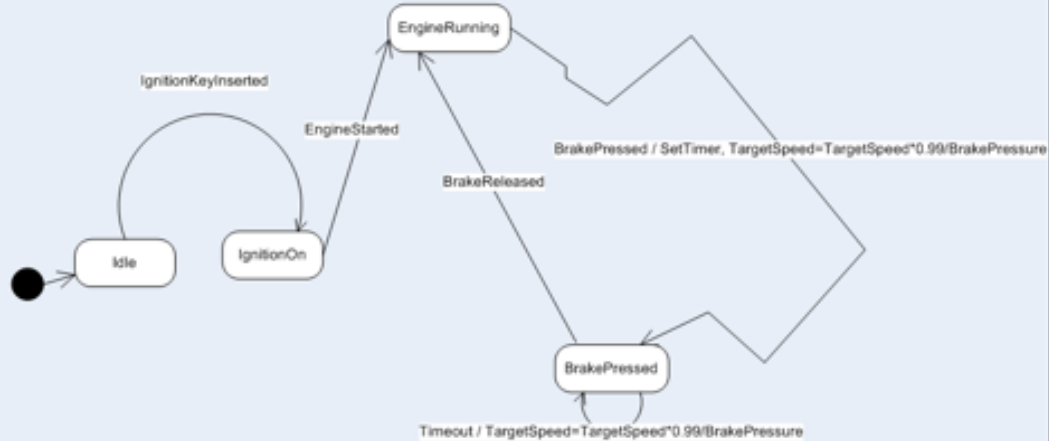 EngineRunning
IgnitionKeyInserted
EngineStarted
BrakePressed / SetTimer, TargetSpeed=TargetSpeed*0.99/BrakePressure
BrakeReleased
Idle
IgnitionOn
BrakePressed
Timeout / TargetSpeed=TargetSpeed*0.99/BrakePressure